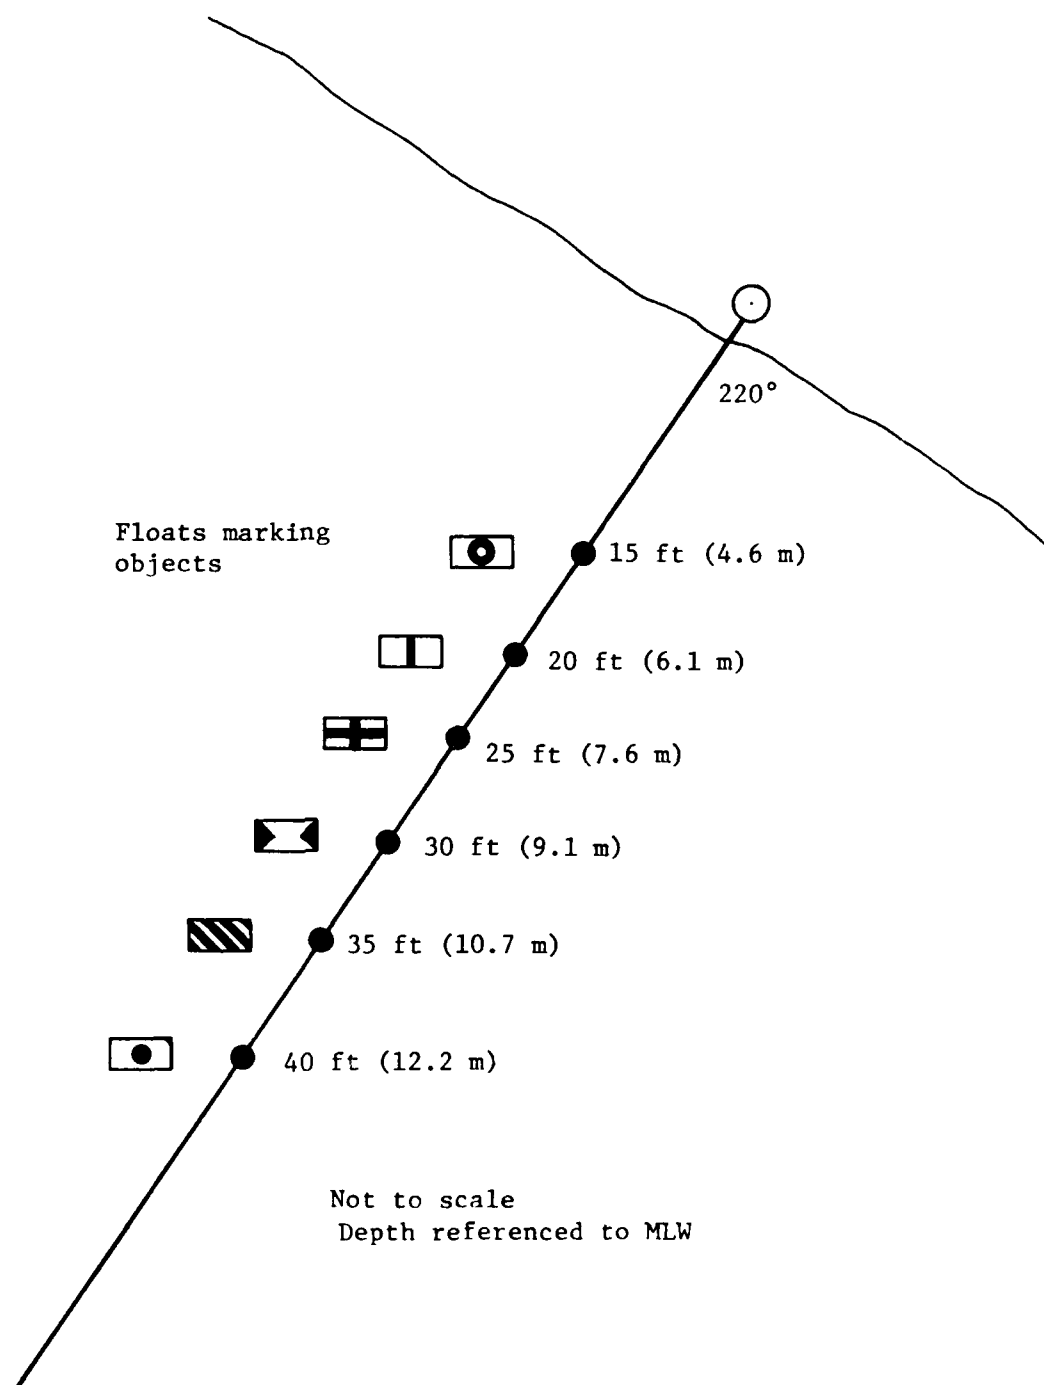 220°
Floats marking
objects
15 ft (4.6 m)
20 ft (6.1 m)
25 ft (7.6 m)
30 ft (9.1 m)
35 ft (10.7 m)
40 ft (12.2 m)
Not to scale
Depth referenced to MLW